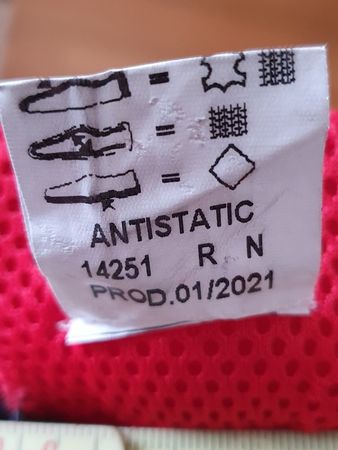 =
=
=
ANTISTATIC
14251 R N
PROD.01/2021